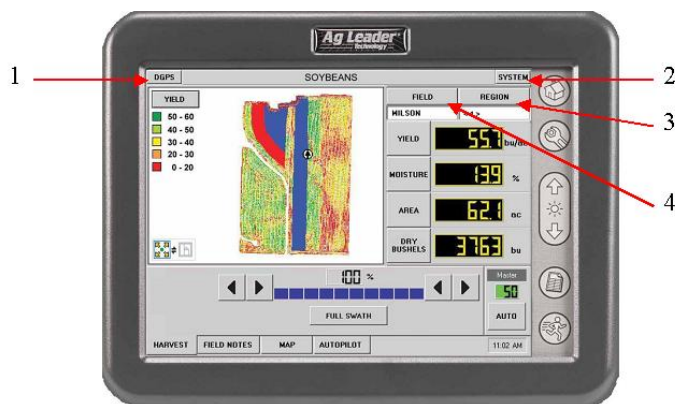 Ag Leader
Technology
1
DGPS
SOYBEANS
SYSTEM
2
YIELD
50 - 60
40 - 50
30 - 40
20 - 30
0 - 20
FIELD
REGION
3
WILSON
<1>
YIELD
55.7 bu/ac
MOISTURE
13.9 %
4
AREA
62.1 ac
DRY
BUSHELS
3763 bu
100 %
Master
50
FULL SWATH
AUTO
HARVEST
FIELD NOTES
MAP
AUTOPILOT
11:02 AM